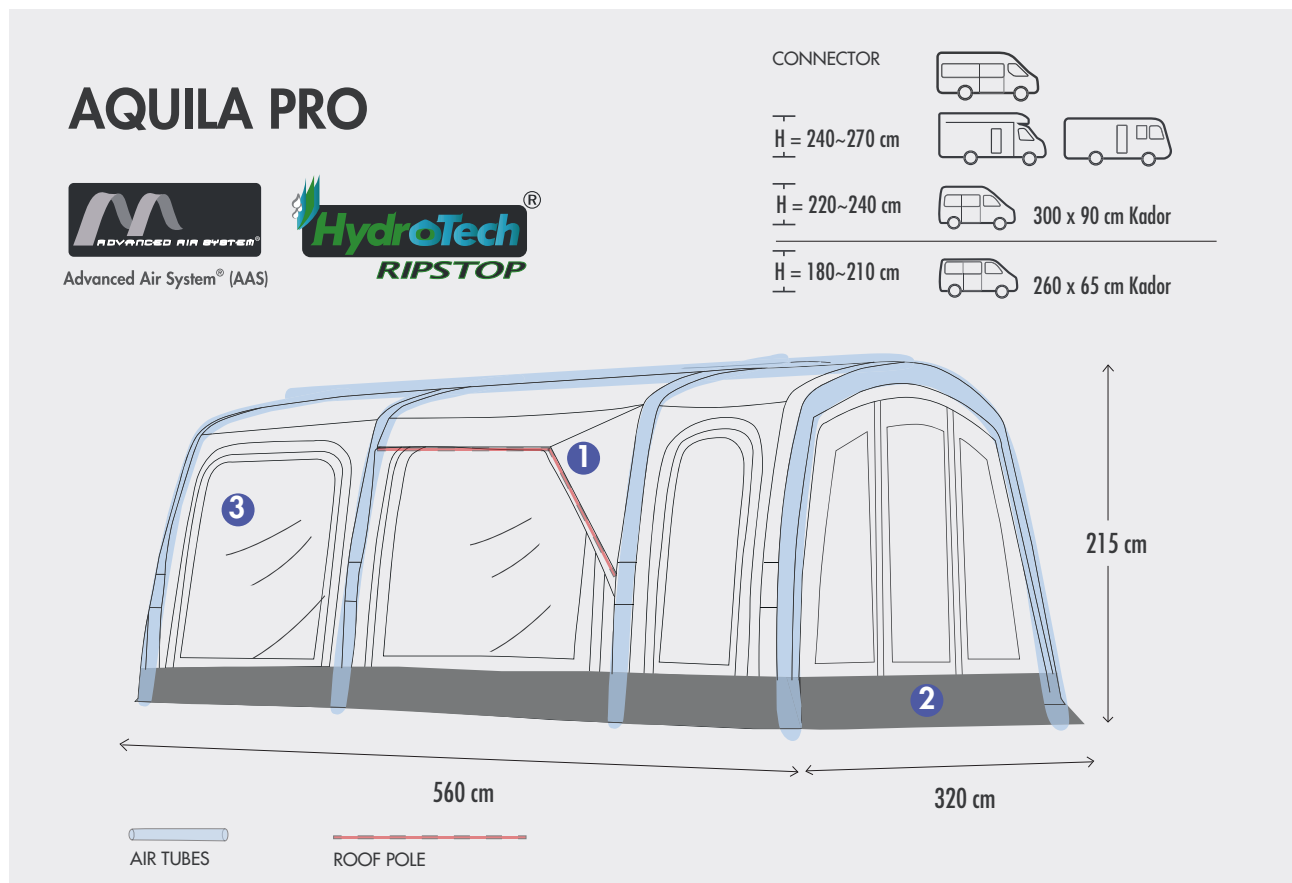 CONNECTOR
AQUILA PRO
H = 240~270 cm
ADVANCED AIR SYSTEM®
HydroTech®
RIPSTOP
Advanced Air System® (AAS)
H = 220~240 cm
300 x 90 cm Kador
H = 180~210 cm
260 x 65 cm Kador
1
3
215 cm
2
560 cm
320 cm
AIR TUBES
ROOF POLE